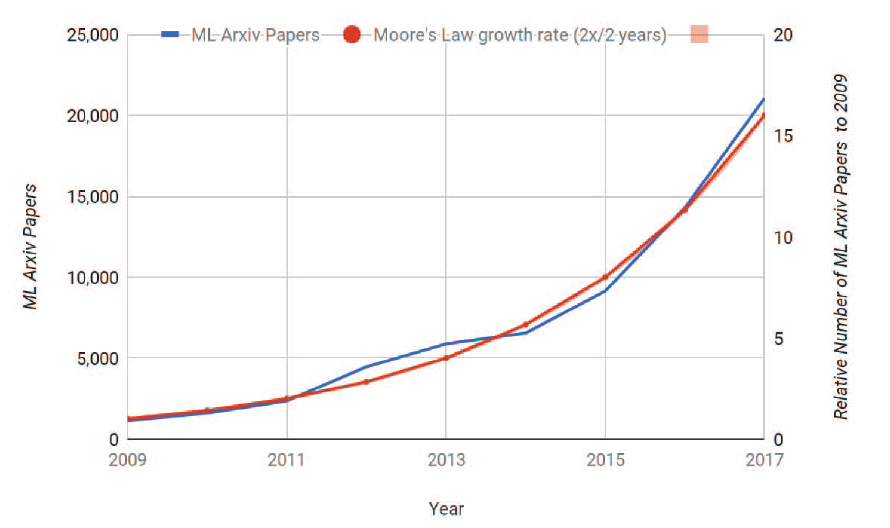 ML Arxiv Papers Moore's Law growth rate (2x/2 years)
25,000
20,000
15,000
10,000
5,000
0
20
15
10
5
0
ML Arxiv Papers
Relative Number of ML Arxiv Papers to 2009
2009 2011 2013 2015 2017
Year